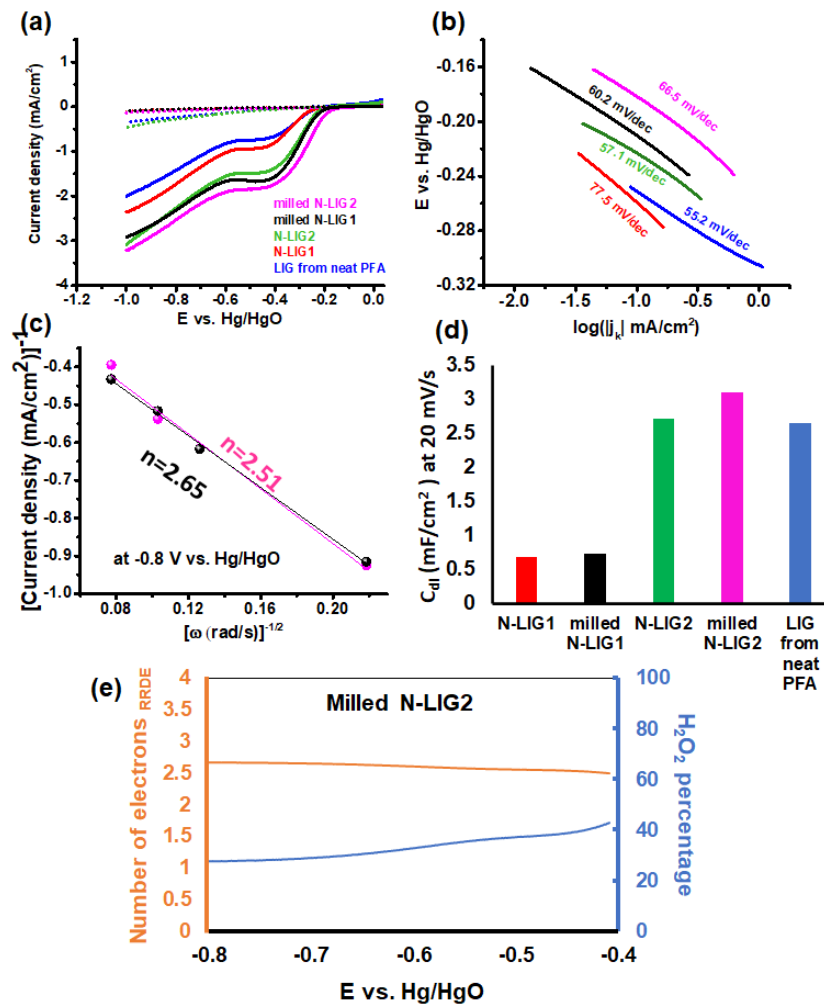 (a)
Current density (mA/cm²)
1
0
-1
-2
-3
-4
-1.2
-1.0
-0.8
-0.6
-0.4
-0.2
0.0
E vs. Hg/HgO
milled N-LIG2
milled N-LIG1
N-LIG2
N-LIG1
LIG from neat PFA
(b)
E vs. Hg/HgO
-0.16
-0.20
-0.24
-0.28
-0.32
-2.0
-1.5
-1.0
-0.5
0.0
log(|jk| mA/cm²)
66.5 mV/dec
60.2 mV/dec
57.1 mV/dec
77.5 mV/dec
55.2 mV/dec
(c)
[Current density (mA/cm²)]⁻¹
-0.4
-0.5
-0.6
-0.7
-0.8
-0.9
-1.0
0.08
0.12
0.16
0.20
[ω (rad/s)]⁻¹/²
n=2.51
n=2.65
at -0.8 V vs. Hg/HgO
(d)
Cdl (mF/cm²) at 20 mV/s
3.5
3
2.5
2
1.5
1
0.5
0
N-LIG1
milled
N-LIG1
N-LIG2
milled
N-LIG2
LIG
from
neat
PFA
(e)
Milled N-LIG2
Number of electrons RRDE
4
3.5
3
2.5
2
1.5
1
0.5
0
H₂O₂ percentage
100
80
60
40
20
0
-0.8
-0.7
-0.6
-0.5
-0.4
E vs. Hg/HgO